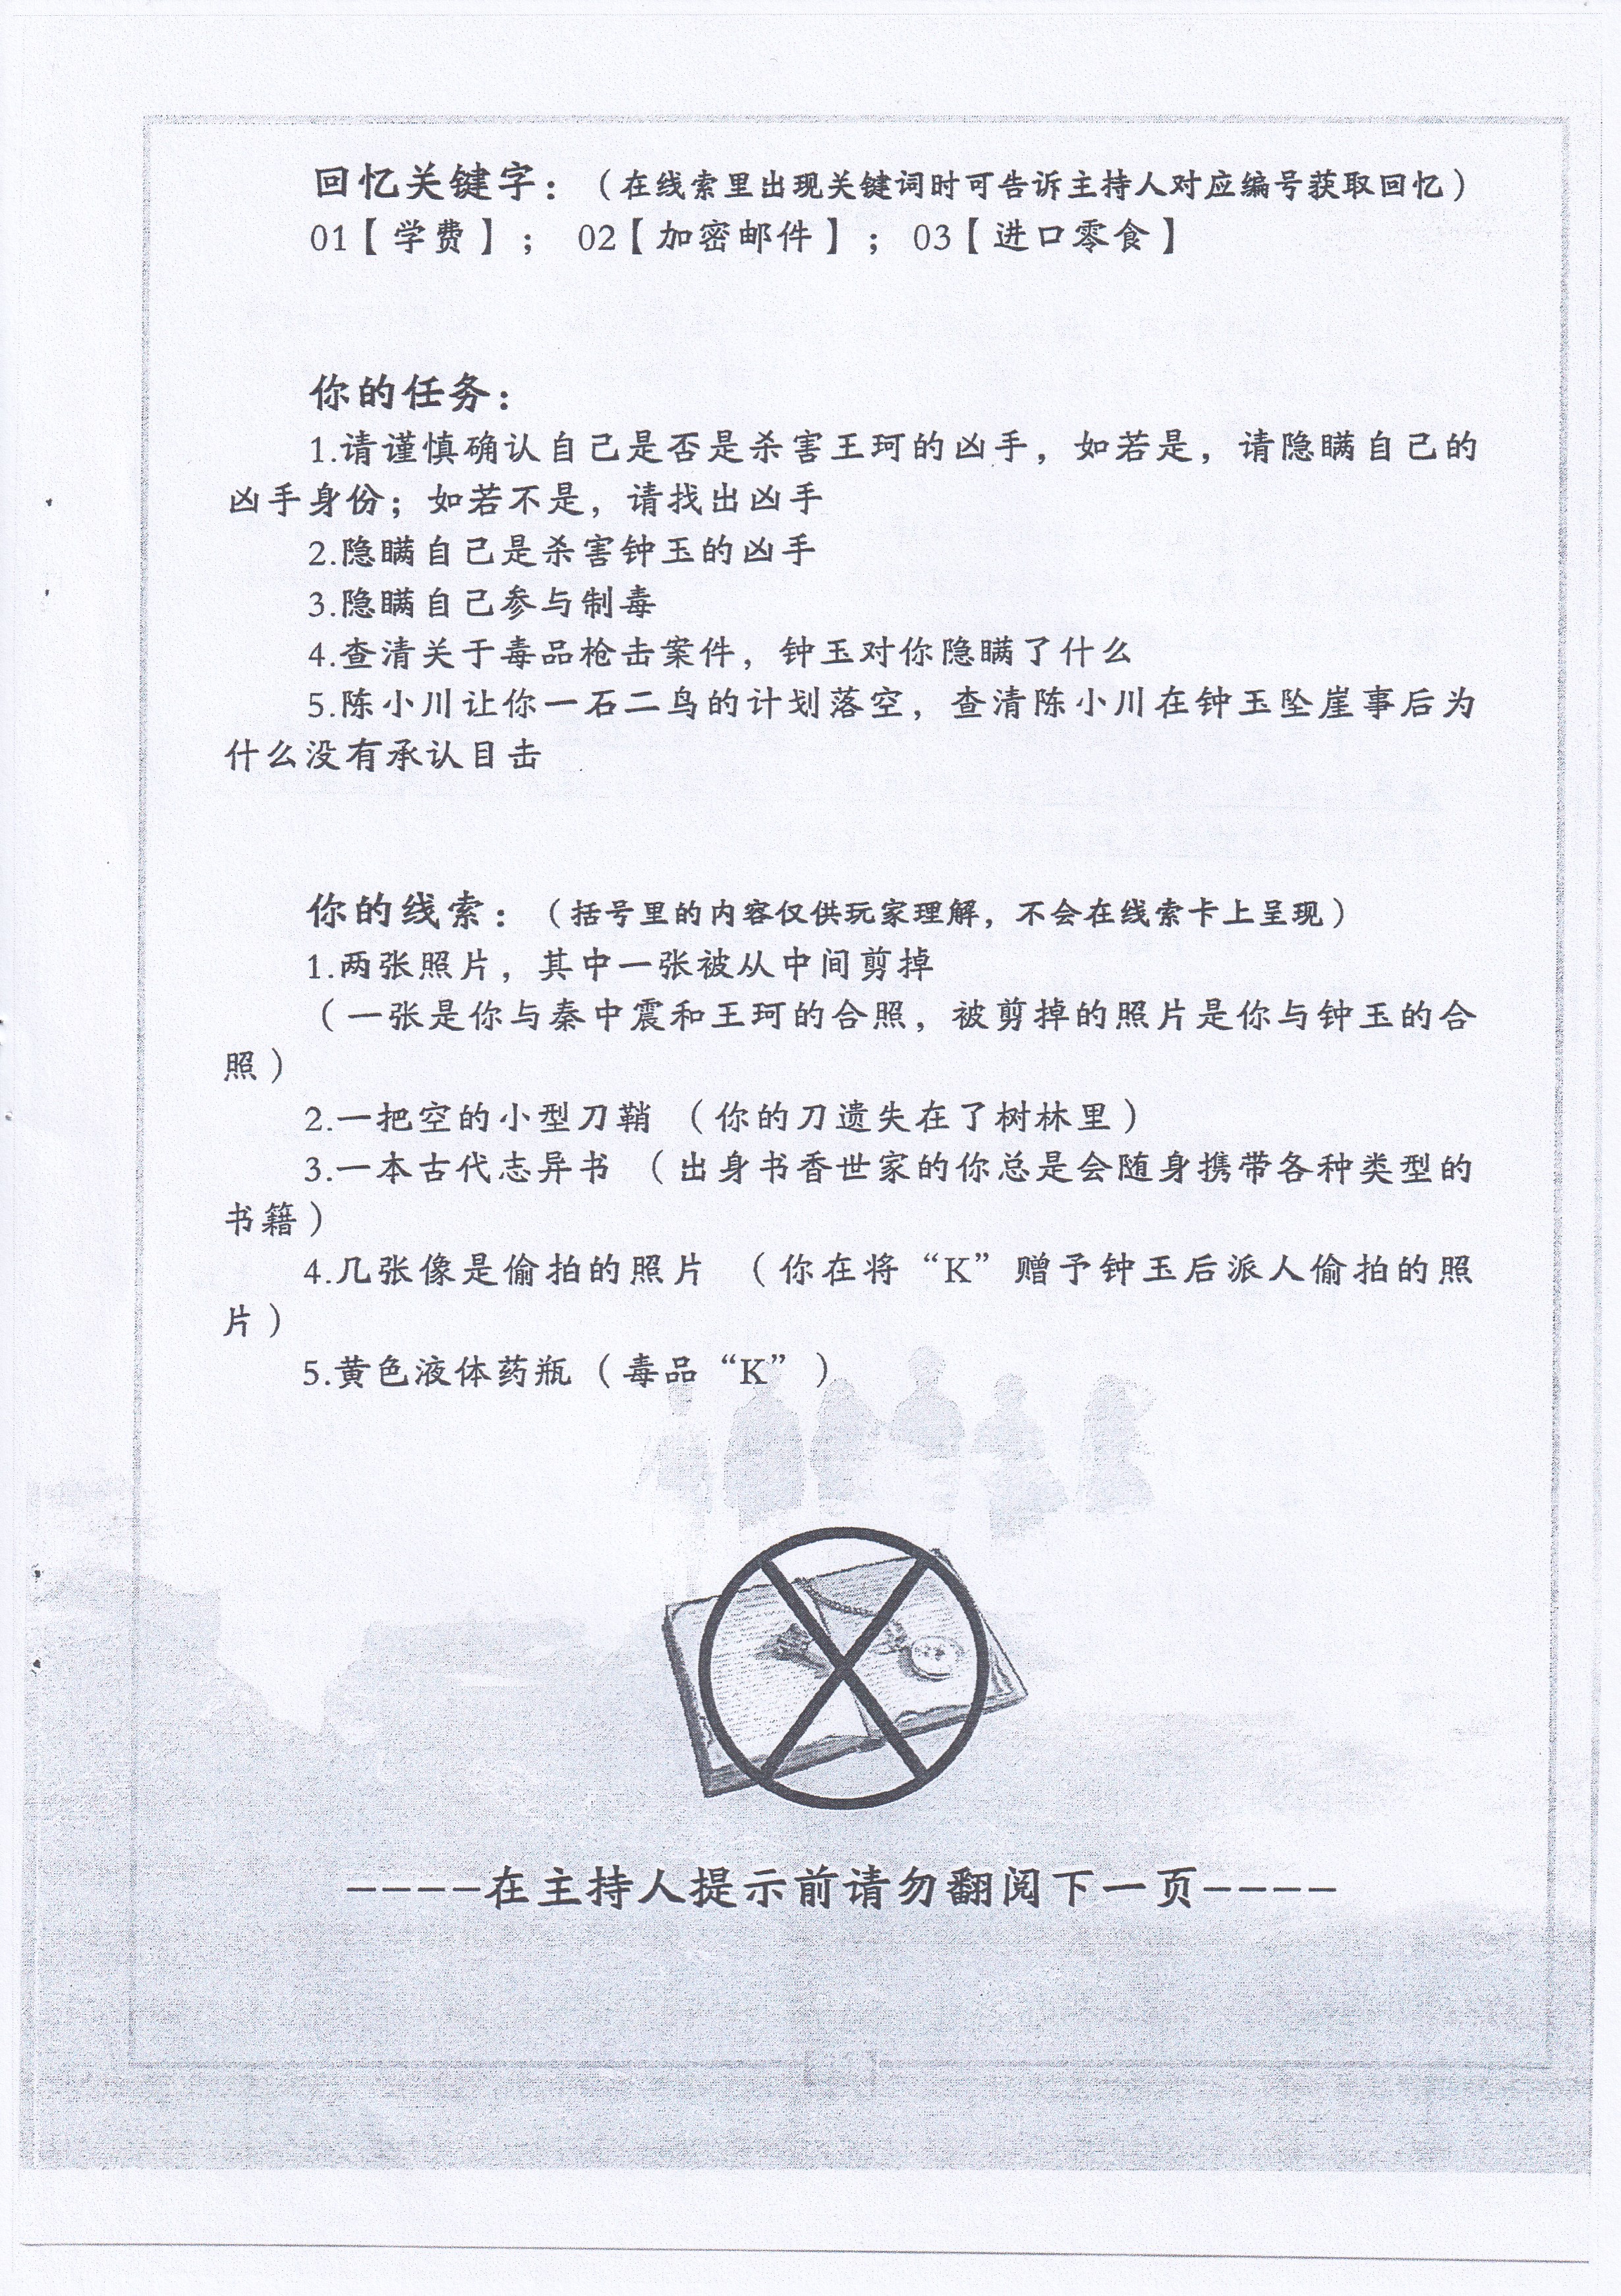 回忆关键字：（在线索里出现关键词时可告诉主持人对应编号获取回忆）
01【学费】； 02【加密邮件】； 03【进口零食】
你的任务：
1.请谨慎确认自己是否是杀害王珂的凶手，如若是，请隐瞒自己的
凶手身份；如若不是，请找出凶手
2.隐瞒自己是杀害钟玉的凶手
3.隐瞒自己参与制毒
4.查清关于毒品枪击案件，钟玉对你隐瞒了什么
5.陈小川让你一石二鸟的计划落空，查清陈小川在钟玉坠崖事后为
什么没有承认目击
你的线索：（括号里的内容仅供玩家理解，不会在线索卡上呈现）
1.两张照片，其中一张被从中间剪掉
（一张是你与秦中震和王珂的合照，被剪掉的照片是你与钟玉的合
照）
2.一把空的小型刀鞘 （你的刀遗失在了树林里）
3.一本古代志异书 （出身书香世家的你总是会随身携带各种类型的
书籍）
4.几张像是偷拍的照片 （你在将“K”赠予钟玉后派人偷拍的照
片）
5.黄色液体药瓶（毒品“K”）
----在主持人提示前请勿翻阅下一页----